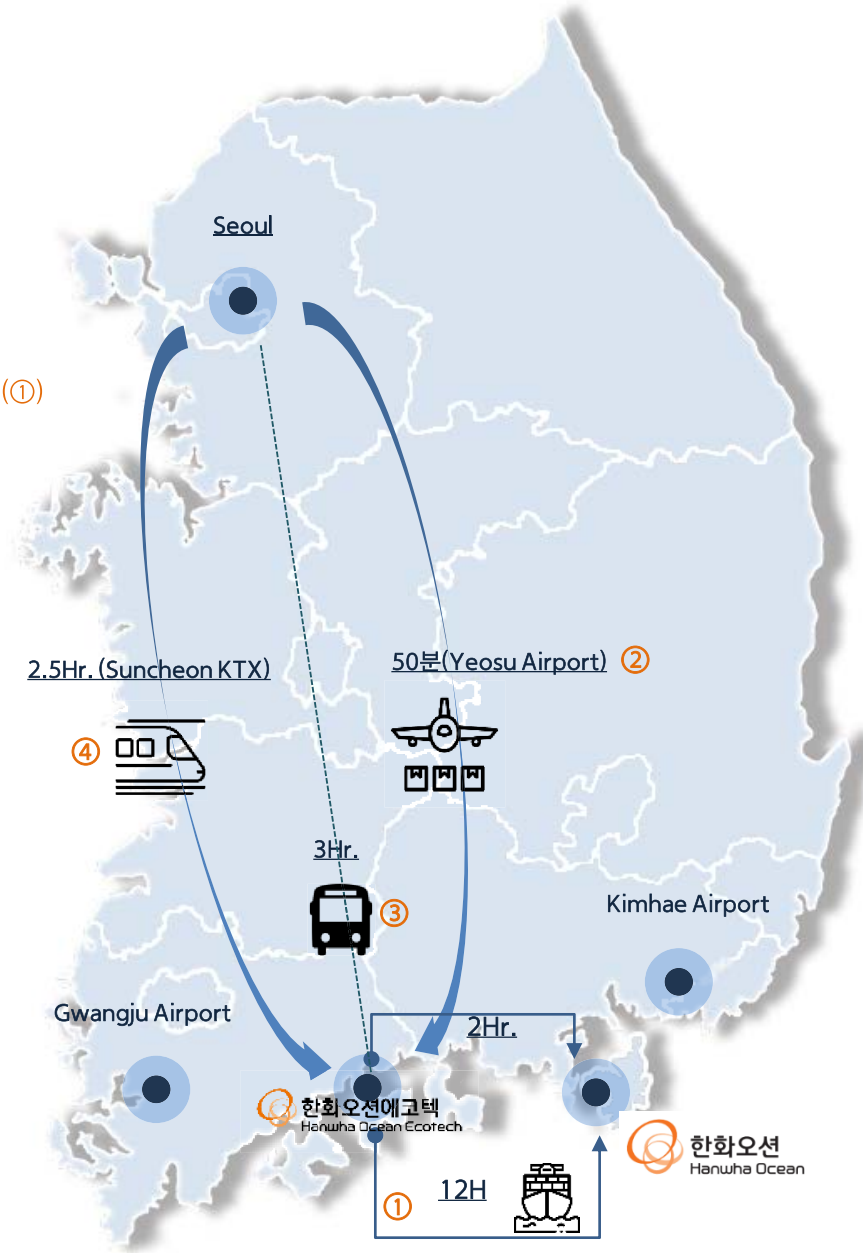 Seoul
(①)
2.5Hr. (Suncheon KTX)
50분(Yeosu Airport) ②
④
3Hr.
③
Kimhae Airport
Gwangju Airport
2Hr.
한화오션에코텍
Hanwha Ocean Ecotech
한화오션
Hanwha Ocean
① 12H